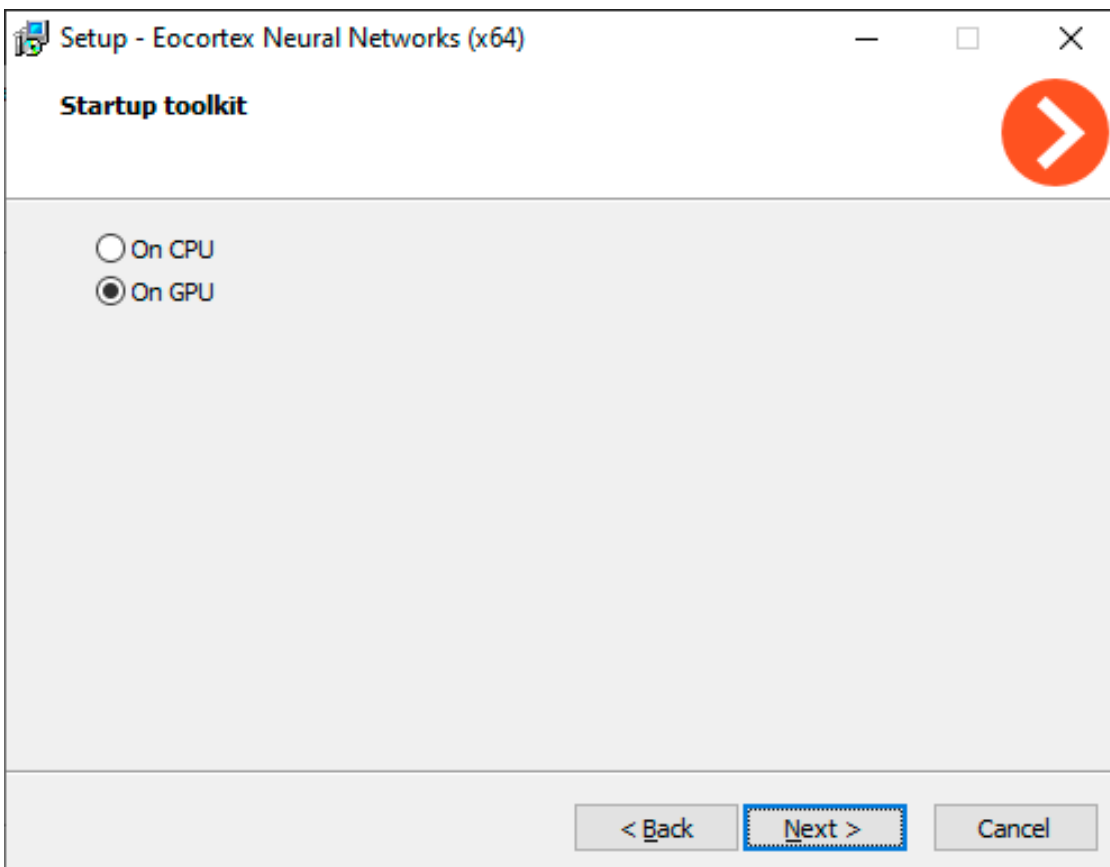 Setup - Eocortex Neural Networks (x64)
Startup toolkit
On CPU
On GPU
< Back Next > Cancel